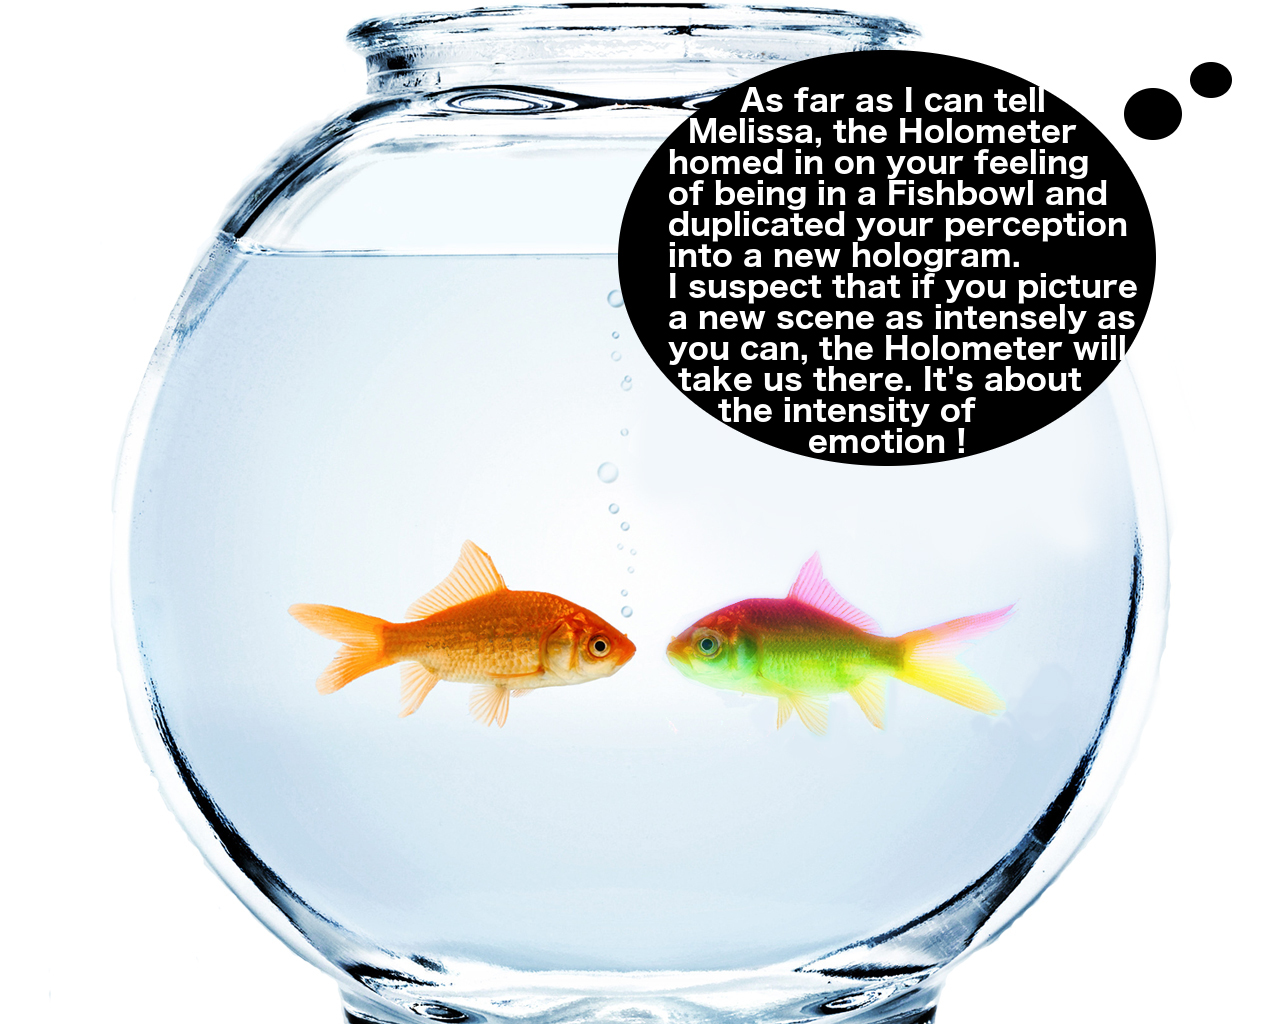 As far as I can tell
Melissa, the Holometer
homed in on your feeling
of being in a Fishbowl and
duplicated your perception
into a new hologram.
I suspect that if you picture
a new scene as intensely as
you can, the Holometer will
take us there. It's about
the intensity of
emotion !